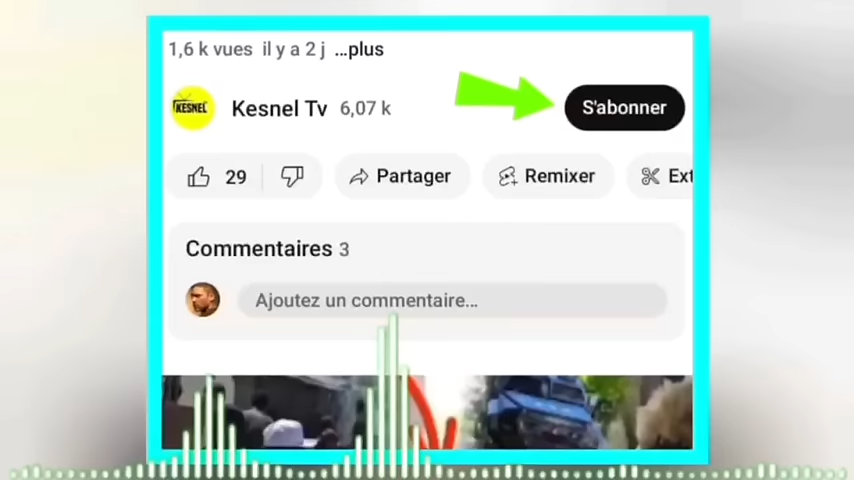 1,6 k vues il y a 2 j ...plus
KESNEL
Kesnel Tv 6,07 k
S'abonner
29
Partager
Remixer
Ext
Commentaires 3
Ajoutez un commentaire...